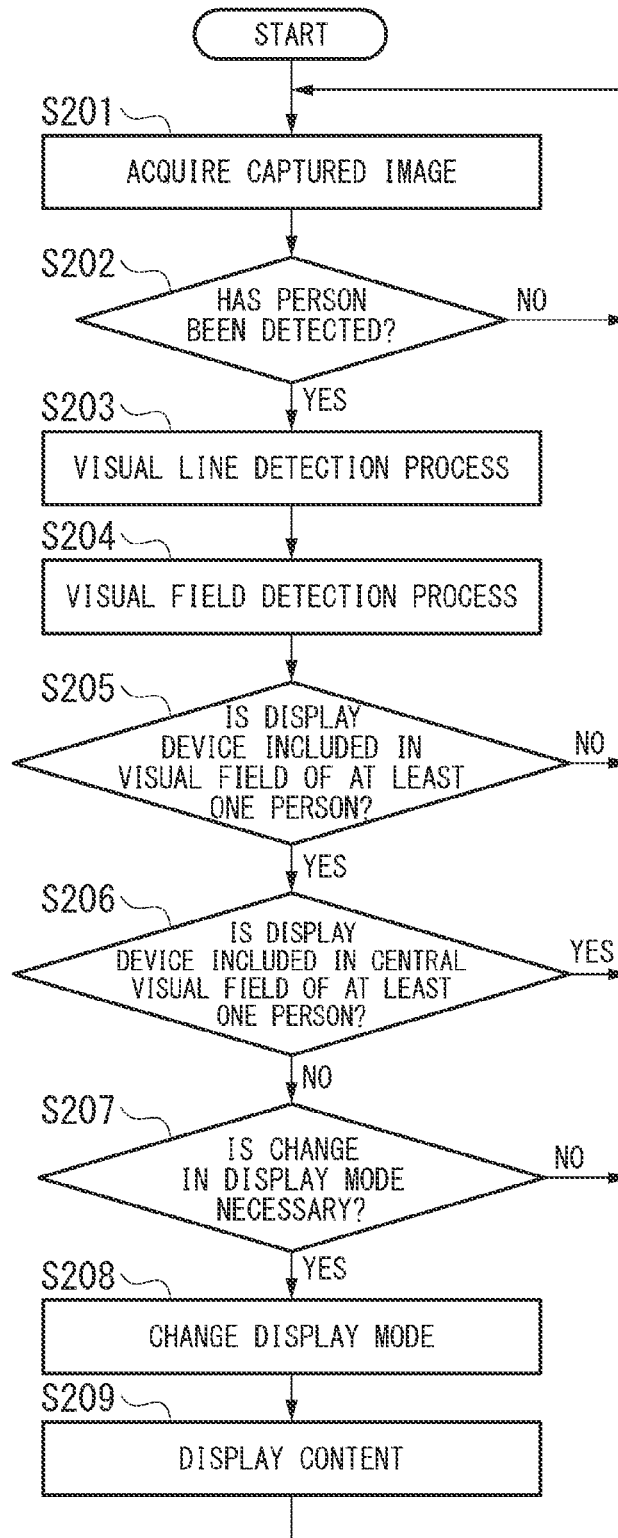 START
S201
ACQUIRE CAPTURED IMAGE
S202
HAS PERSON
BEEN DETECTED?
NO
YES
S203
VISUAL LINE DETECTION PROCESS
S204
VISUAL FIELD DETECTION PROCESS
S205
IS DISPLAY
DEVICE INCLUDED IN
VISUAL FIELD OF AT LEAST
ONE PERSON?
NO
YES
S206
IS DISPLAY
DEVICE INCLUDED IN CENTRAL
VISUAL FIELD OF AT LEAST
ONE PERSON?
YES
NO
S207
IS CHANGE
IN DISPLAY MODE
NECESSARY?
NO
YES
S208
CHANGE DISPLAY MODE
S209
DISPLAY CONTENT